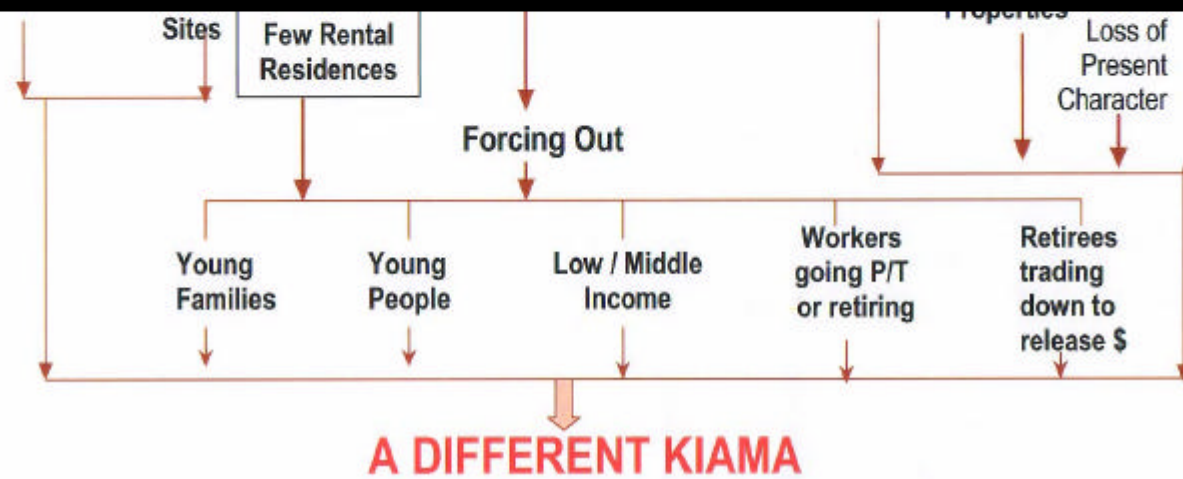 Sites
Few Rental
Residences
Properties
Loss of
Present
Character
Forcing Out
Young
Families
Young
People
Low / Middle
Income
Workers
going P/T
or retiring
Retirees
trading
down to
release $
A DIFFERENT KIAMA